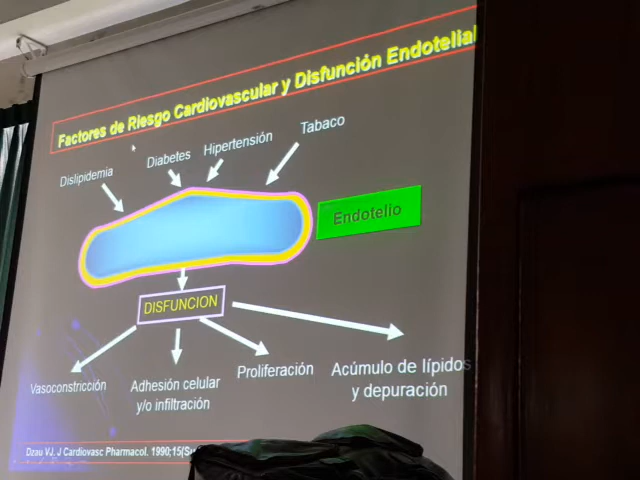 Factores de Riesgo Cardiovascular y Disfunción Endotelial
Dislipidemia
Diabetes
Hipertensión
Tabaco
Endotelio
DISFUNCION
Vasoconstricción
Adhesión celular
y/o infiltración
Proliferación
Acúmulo de lípidos
y depuración
Dzau VJ. J Cardiovasc Pharmacol. 1990;15(Su